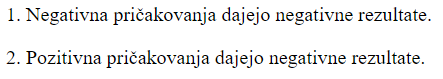 1. Negativna pričakovanja dajejo negativne rezultate.
2. Pozitivna pričakovanja dajejo negativne rezultate.